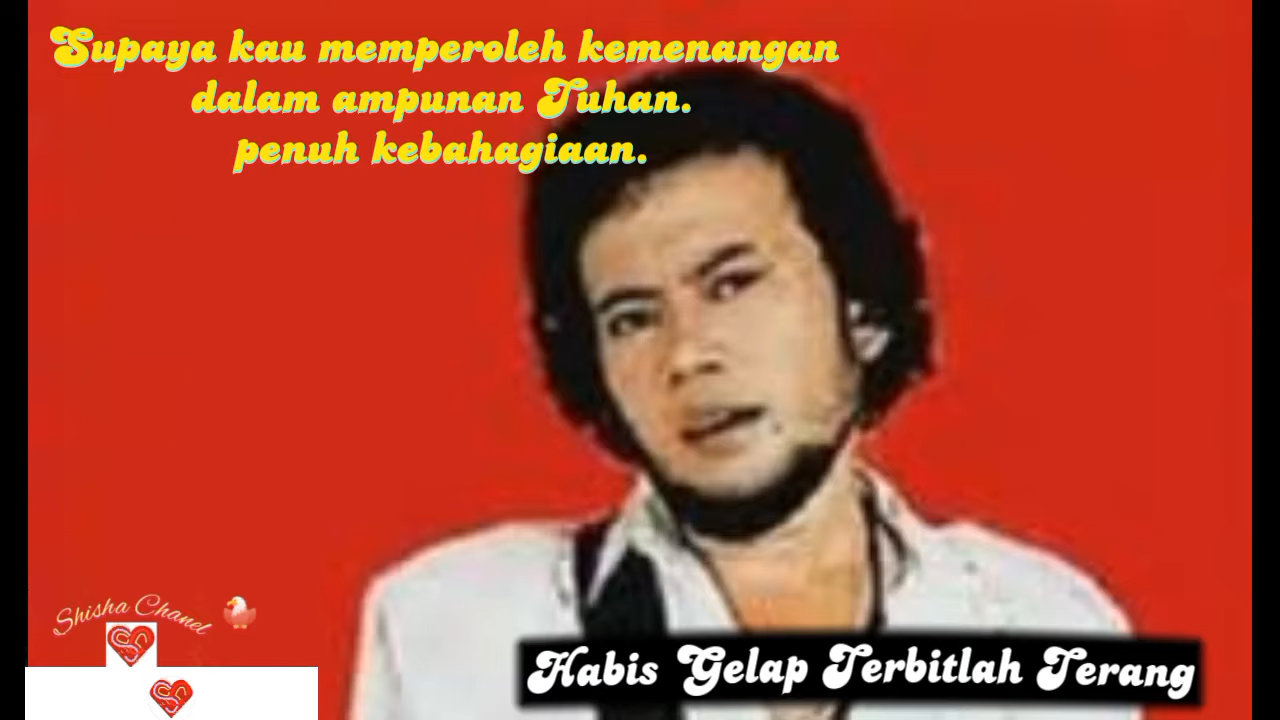 Supaya kau memperoleh kemenangan
dalam ampunan Tuhan.
penuh kebahagiaan.
Shisha Chanel
Habis Gelap Terbitlah Terang